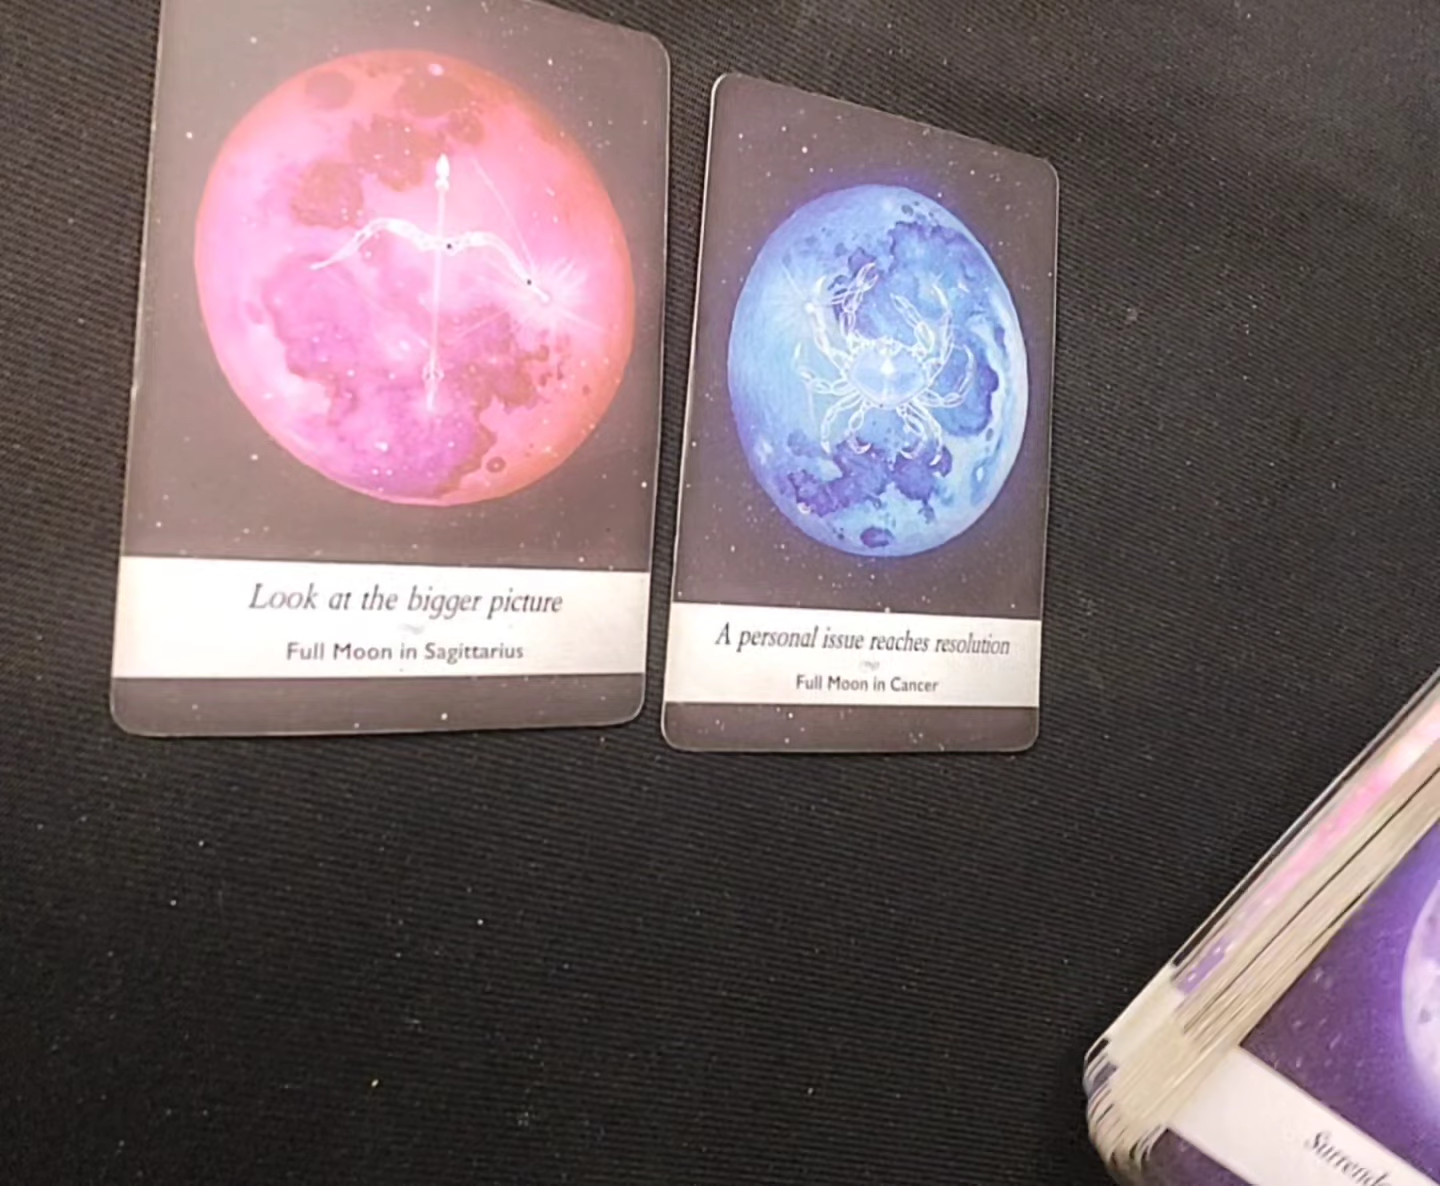 Look at the bigger picture
Full Moon in Sagittarius
A personal issue reaches resolution
Full Moon in Cancer